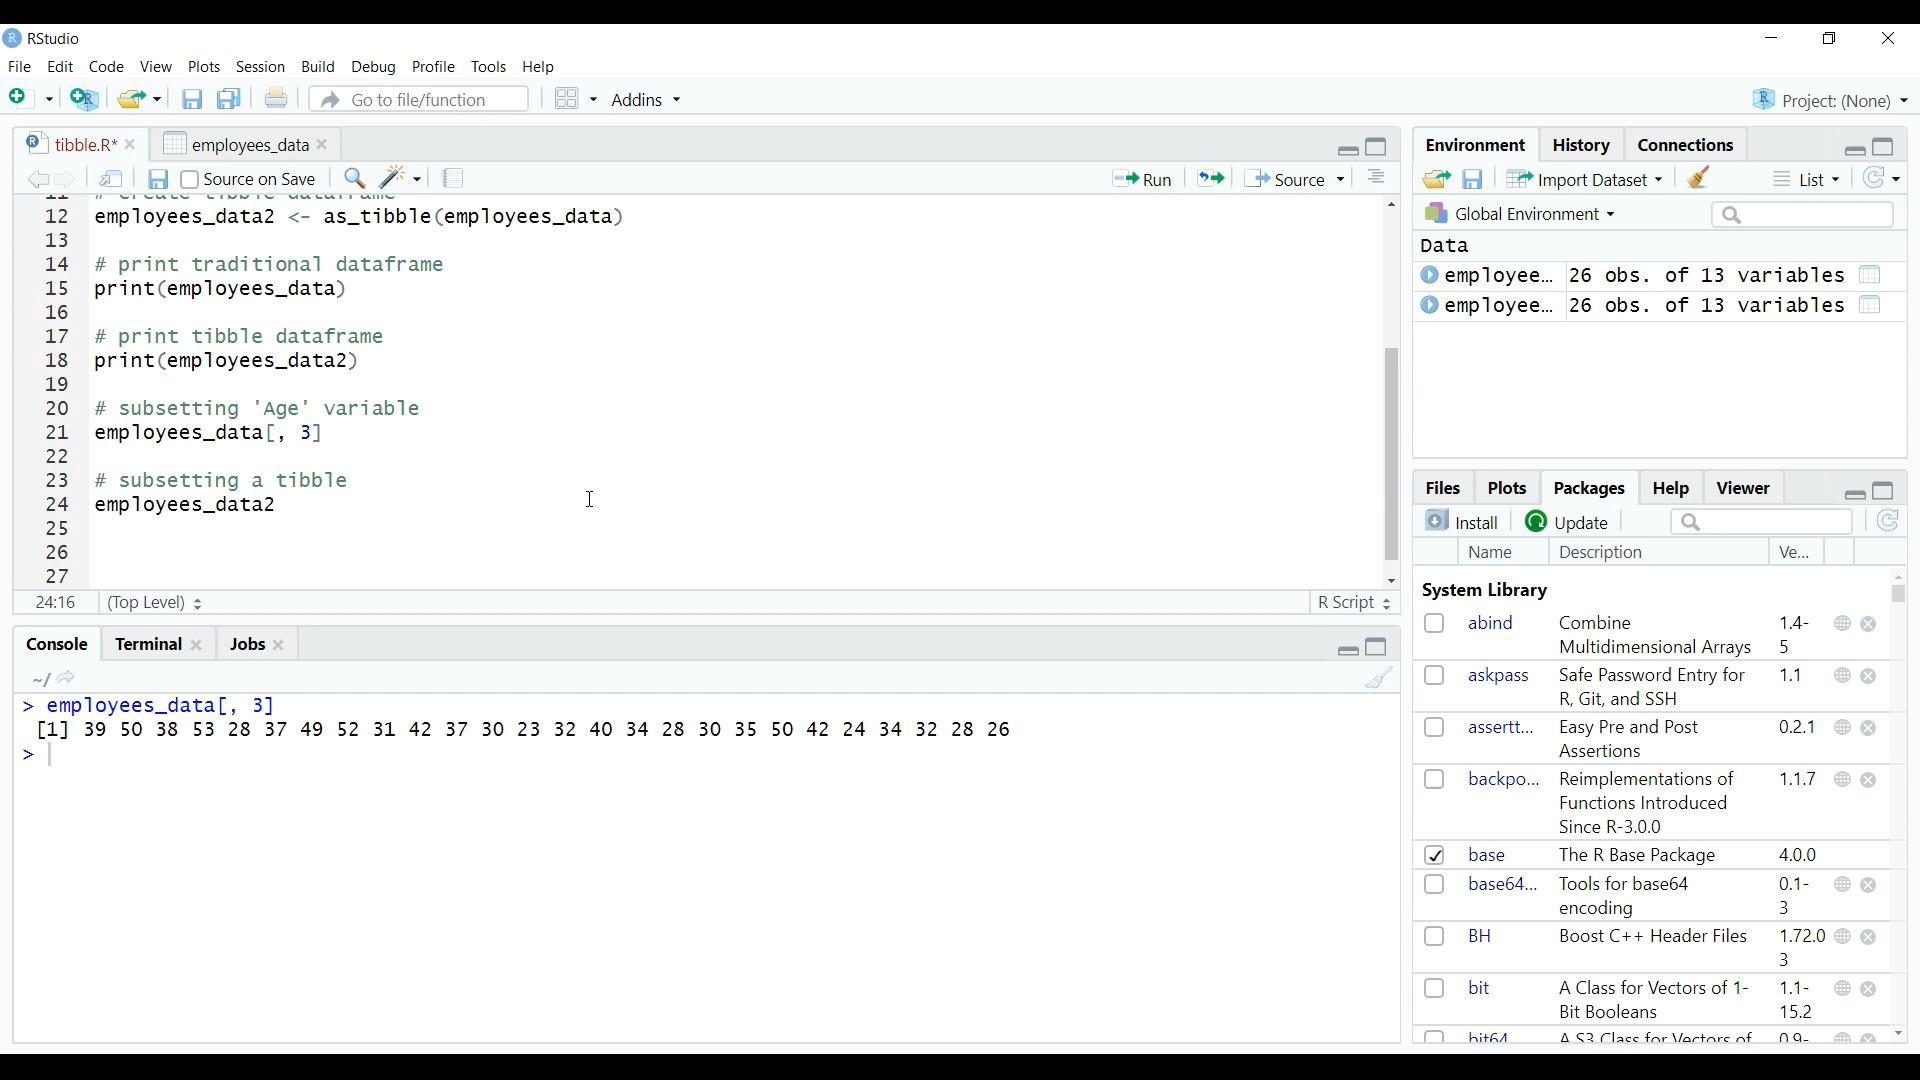 RStudio
File Edit Code View Plots Session Build Debug Profile Tools Help
Go to file/function Addins Project: (None)
tibble.R* employees_data
Source on Save Run Source
12 employees_data2 <- as_tibble(employees_data)
13
14 # print traditional dataframe
15 print(employees_data)
16
17 # print tibble dataframe
18 print(employees_data2)
19
20 # subsetting 'Age' variable
21 employees_data[, 3]
22
23 # subsetting a tibble
24 employees_data2
25
26
27
24:16 (Top Level) R Script
Console Terminal Jobs
~/
> employees_data[, 3]
[1] 39 50 38 53 28 37 49 52 31 42 37 30 23 32 40 34 28 30 35 50 42 24 34 32 28 26
>
Environment History Connections
Import Dataset List
Global Environment
Data
employee... 26 obs. of 13 variables
employee... 26 obs. of 13 variables
Files Plots Packages Help Viewer
Install Update
Name Description Ve...
System Library
abind Combine 1.4-
Multidimensional Arrays 5
askpass Safe Password Entry for 1.1
R, Git, and SSH
assertt... Easy Pre and Post 0.2.1
Assertions
backpo... Reimplementations of 1.1.7
Functions Introduced
Since R-3.0.0
base The R Base Package 4.0.0
base64... Tools for base64 0.1-
encoding 3
BH Boost C++ Header Files 1.72.0
3
bit A Class for Vectors of 1- 1.1-
Bit Booleans 15.2
bit64 A S3 Class for Vectors of 0.9-